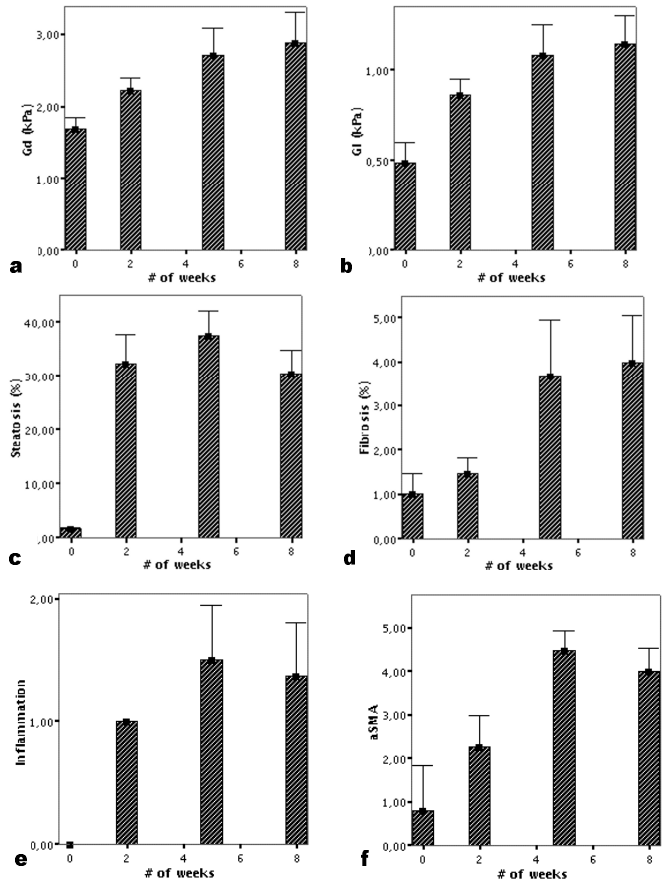 3,00
2,00
1,00
0,00
Gd (kPa)
0 2 4 6 8
# of weeks
a
1,00
0,50
0,00
Gl (kPa)
0 2 4 6 8
# of weeks
b
40,00
30,00
20,00
10,00
,00
Steatosis (%)
0 2 4 6 8
# of weeks
c
5,00
4,00
3,00
2,00
1,00
0,00
Fibrosis (%)
0 2 4 6 8
# of weeks
d
2,00
1,00
0,00
Inflammation
0 2 4 6 8
# of weeks
e
5,00
4,00
3,00
2,00
1,00
0,00
aSMA
0 2 4 6 8
# of weeks
f